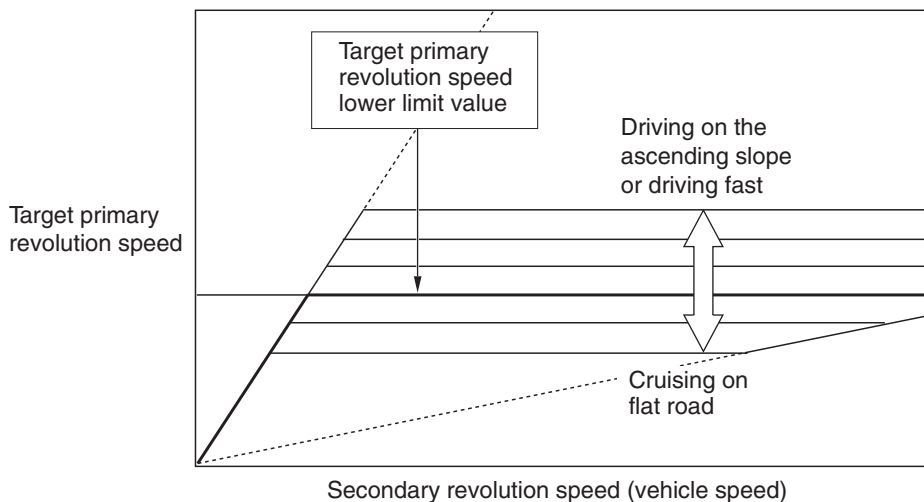 Target primary
revolution speed
lower limit value
Driving on the
ascending slope
or driving fast
Target primary
revolution speed
Cruising on
flat road
Secondary revolution speed (vehicle speed)